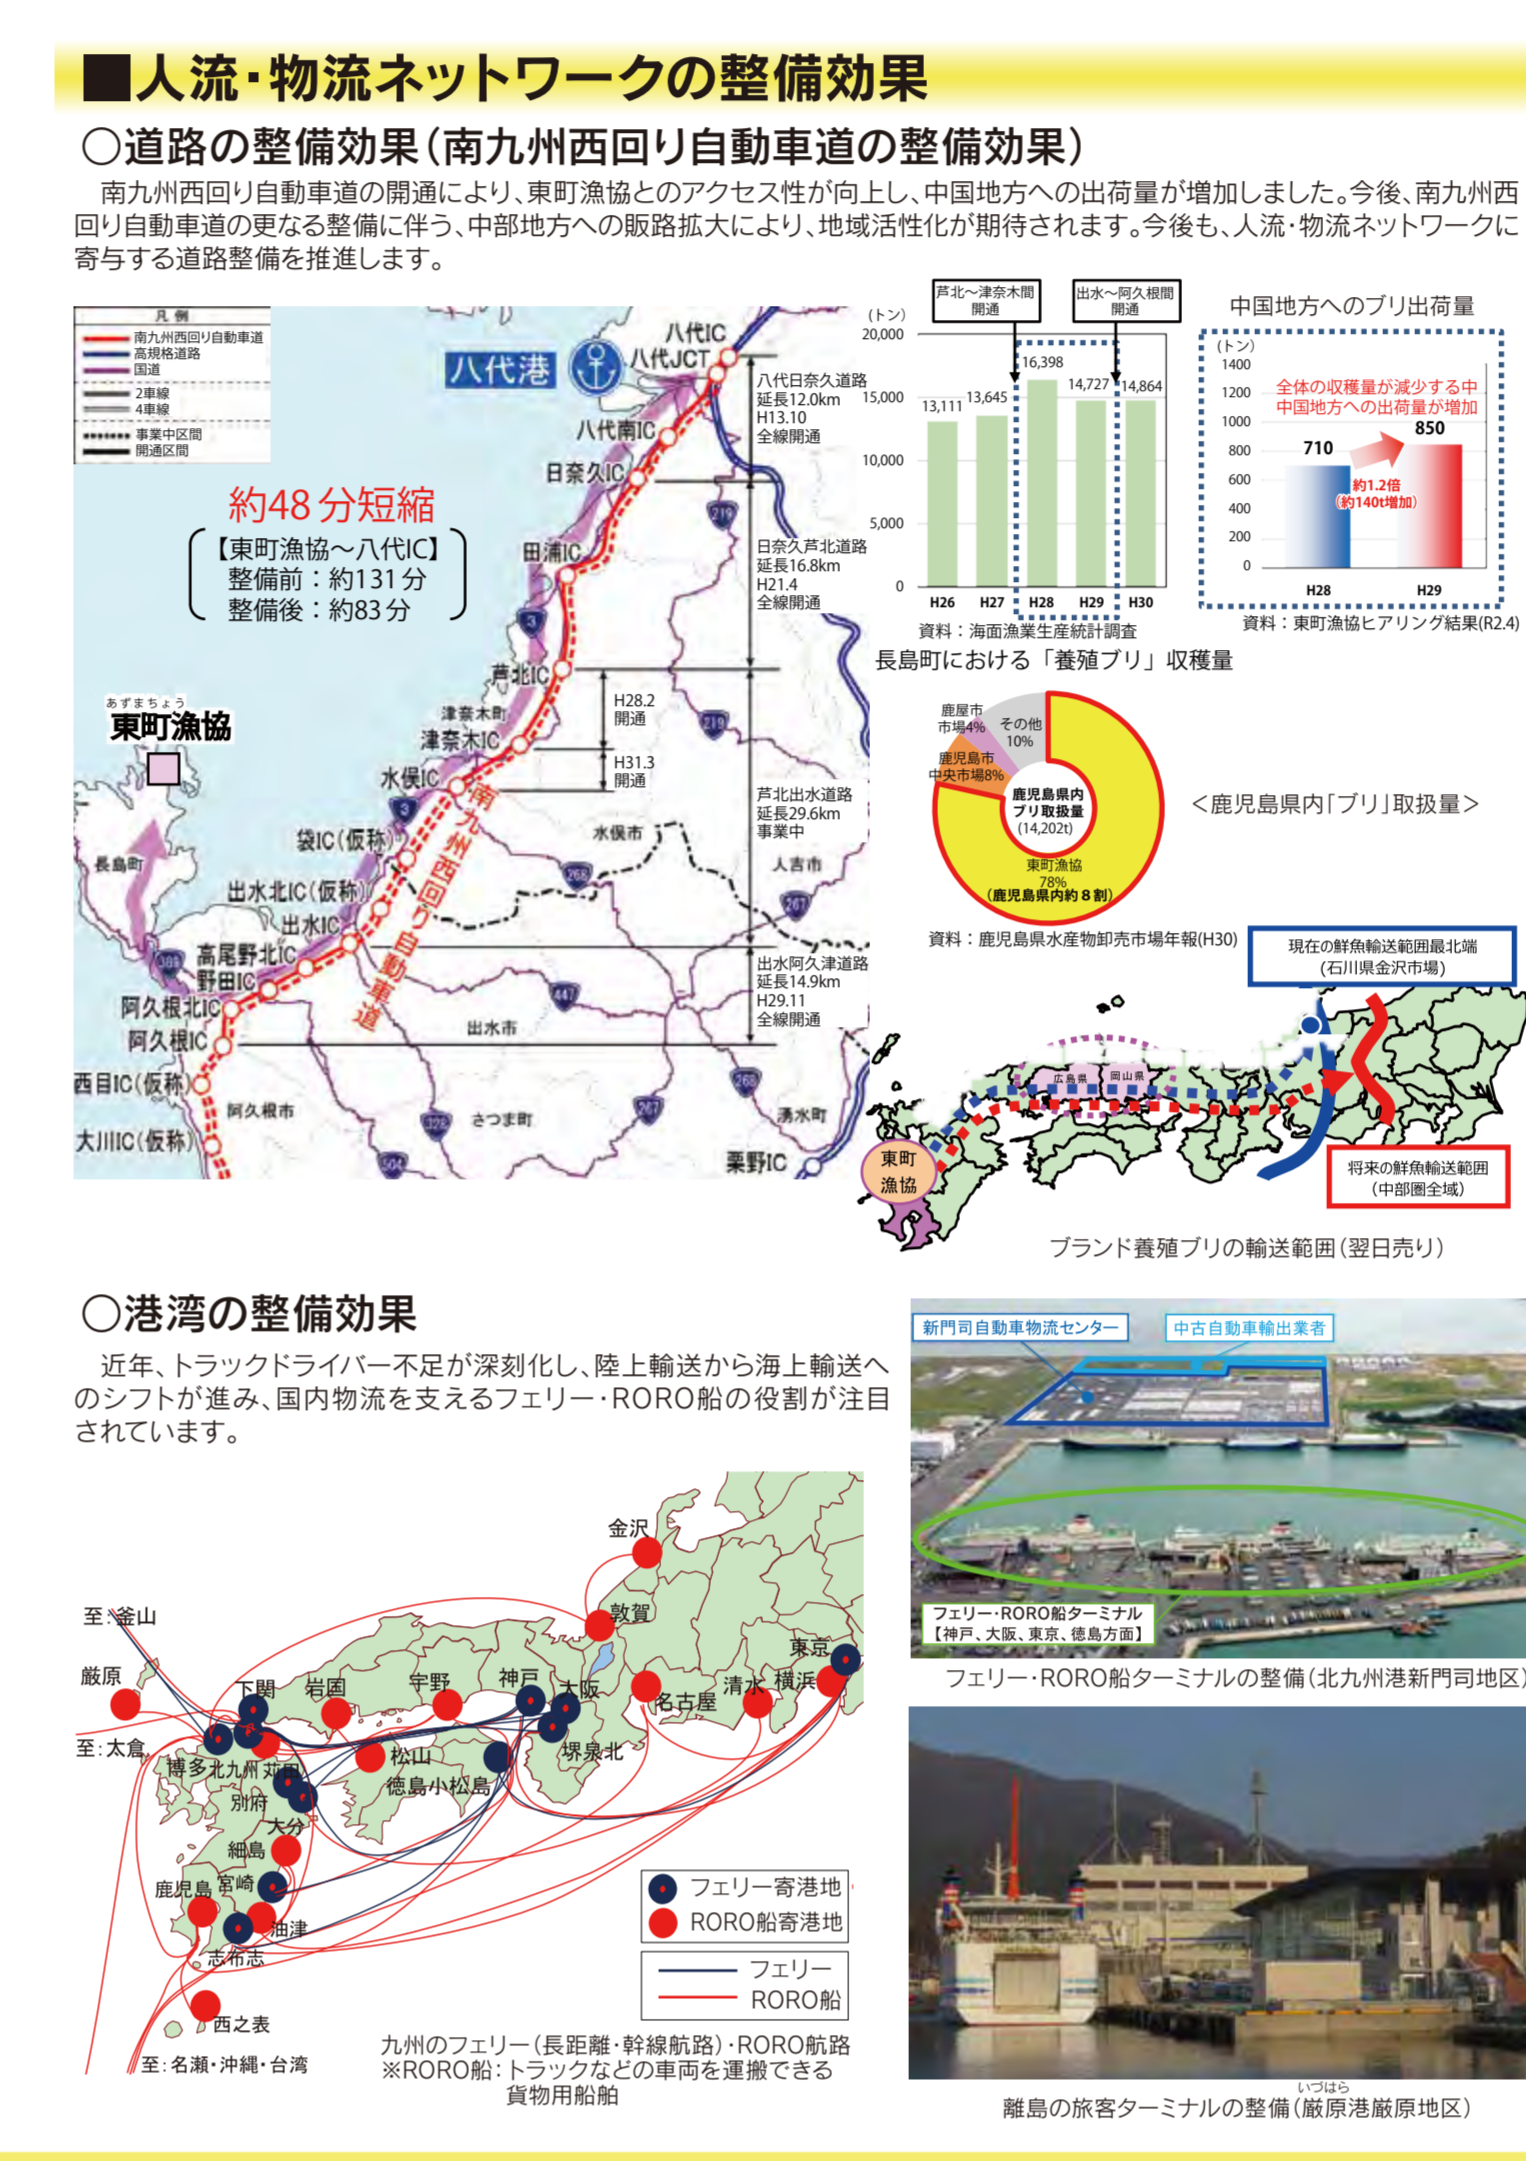 ■人流・物流ネットワークの整備効果
○道路の整備効果（南九州西回り自動車道の整備効果）
南九州西回り自動車道の開通により、東町漁協とのアクセス性が向上し、中国地方への出荷量が増加しました。今後、南九州西
回り自動車道の更なる整備に伴う、中部地方への販路拡大により、地域活性化が期待されます。今後も、人流・物流ネットワークに
寄与する道路整備を推進します。
凡 例
南九州西回り自動車道
高規格道路
国道
2車線
4車線
事業中区間
開通区間
約48分短縮
【東町漁協～八代IC】
整備前：約131分
整備後：約83分
八代港
八代IC
八代JCT
八代南IC
日奈久IC
田浦IC
芦北IC
津奈木町
津奈木IC
水俣IC
袋IC（仮称）
出水北IC（仮称）
出水IC
高尾野北IC
野田IC
阿久根北IC
阿久根IC
西目IC（仮称）
大川IC（仮称）
あずまちょう
東町漁協
長島町
南九州西回り自動車道
水俣市
人吉市
出水市
阿久根市
さつま町
湧水町
栗野IC
3
3
219
219
268
267
389
447
268
267
328
504
八代日奈久道路
延長12.0km
H13.10
全線開通
日奈久芦北道路
延長16.8km
H21.4
全線開通
H28.2
開通
H31.3
開通
芦北出水道路
延長29.6km
事業中
出水阿久津道路
延長14.9km
H29.11
全線開通
芦北～津奈木間
開通
出水～阿久根間
開通
（トン）
20,000
15,000
10,000
5,000
0
13,111
13,645
16,398
14,727
14,864
H26
H27
H28
H29
H30
資料：海面漁業生産統計調査
長島町における「養殖ブリ」収穫量
中国地方へのブリ出荷量
（トン）
1400
1200
1000
800
600
400
200
0
全体の収穫量が減少する中
中国地方への出荷量が増加
710
850
約1.2倍
（約140t増加）
H28
H29
資料：東町漁協ヒアリング結果(R2.4)
鹿屋市
市場4%
その他
10%
鹿児島市
中央市場8%
鹿児島県内
ブリ取扱量
(14,202t)
東町漁協
78%
（鹿児島県内約８割）
＜鹿児島県内「ブリ」取扱量＞
資料：鹿児島県水産物卸売市場年報(H30)
現在の鮮魚輸送範囲最北端
(石川県金沢市場)
広島県
岡山県
東町
漁協
将来の鮮魚輸送範囲
（中部圏全域）
ブランド養殖ブリの輸送範囲（翌日売り）
○港湾の整備効果
近年、トラックドライバー不足が深刻化し、陸上輸送から海上輸送へ
のシフトが進み、国内物流を支えるフェリー・RORO船の役割が注目
されています。
金沢
敦賀
至：釜山
厳原
下関
岩国
宇野
神戸
大阪
名古屋
清水
横浜
東京
至：太倉
博多
北九州
苅田
松山
徳島小松島
堺泉北
別府
大分
細島
宮崎
鹿児島
油津
志布志
西之表
至：名瀬・沖縄・台湾
フェリー寄港地
RORO船寄港地
フェリー
RORO船
九州のフェリー（長距離・幹線航路）・RORO航路
※RORO船：トラックなどの車両を運搬できる
貨物用船舶
新門司自動車物流センター
中古自動車輸出業者
フェリー・RORO船ターミナル
【神戸、大阪、東京、徳島方面】
フェリー・RORO船ターミナルの整備（北九州港新門司地区）
いづはら
離島の旅客ターミナルの整備（厳原港厳原地区）